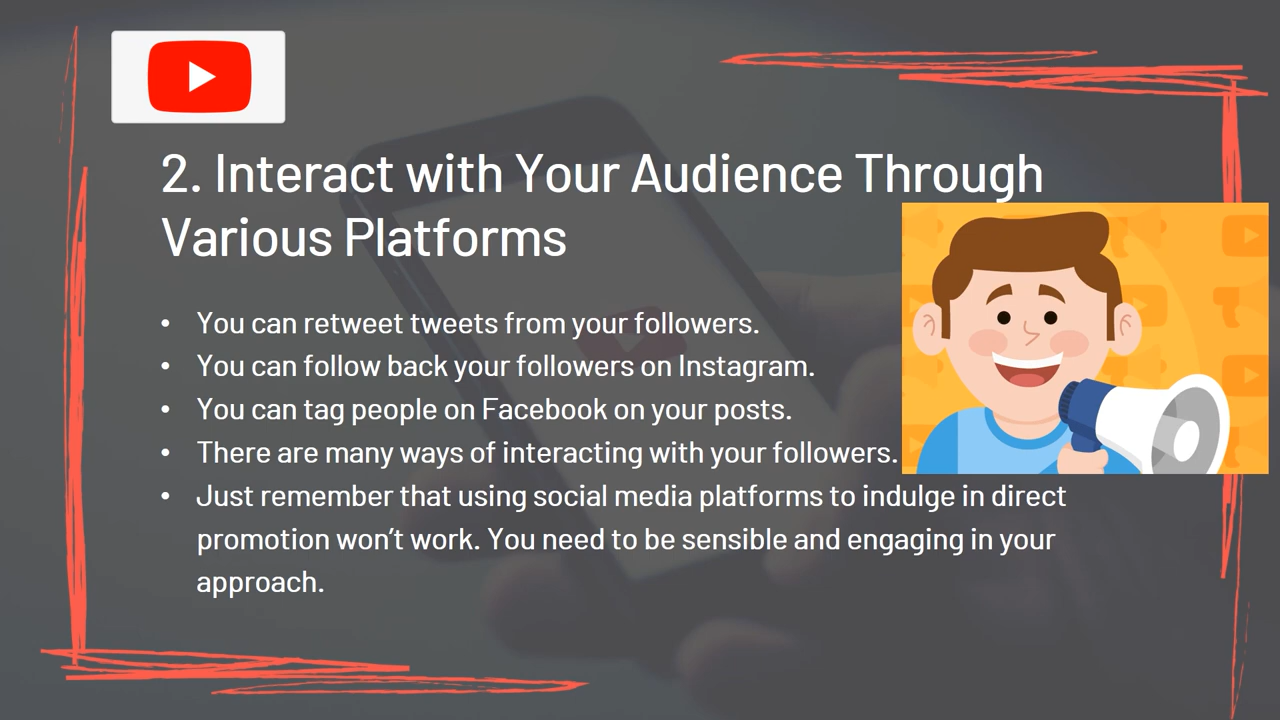 2. Interact with Your Audience Through
Various Platforms
• You can retweet tweets from your followers.
• You can follow back your followers on Instagram.
• You can tag people on Facebook on your posts.
• There are many ways of interacting with your followers.
• Just remember that using social media platforms to indulge in direct
promotion won’t work. You need to be sensible and engaging in your
approach.